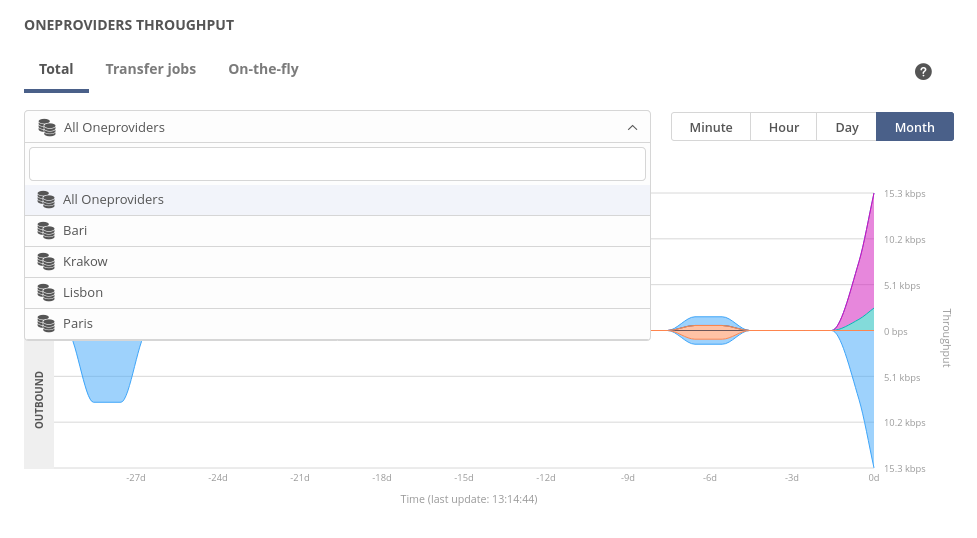 ONEPROVIDERS THROUGHPUT
Total Transfer jobs On-the-fly
?
All Oneproviders
Minute Hour Day Month
All Oneproviders
Bari
Krakow
Lisbon
Paris
15.3 kbps
10.2 kbps
5.1 kbps
0 bps
5.1 kbps
10.2 kbps
15.3 kbps
Throughput
OUTBOUND
-27d -24d -21d -18d -15d -12d -9d -6d -3d 0d
Time (last update: 13:14:44)